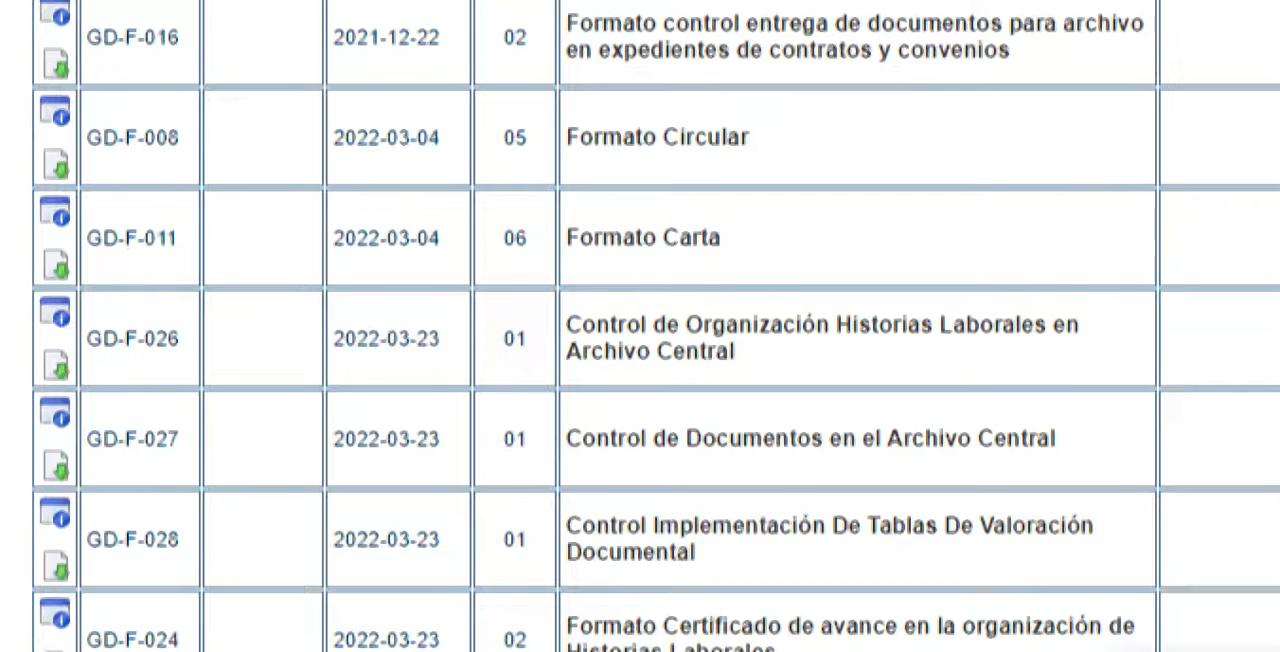 GD-F-016 2021-12-22 02 Formato control entrega de documentos para archivo
en expedientes de contratos y convenios
GD-F-008 2022-03-04 05 Formato Circular
GD-F-011 2022-03-04 06 Formato Carta
GD-F-026 2022-03-23 01 Control de Organización Historias Laborales en
Archivo Central
GD-F-027 2022-03-23 01 Control de Documentos en el Archivo Central
GD-F-028 2022-03-23 01 Control Implementación De Tablas De Valoración
Documental
GD-F-024 2022-03-23 02 Formato Certificado de avance en la organización de
Historias Laborales